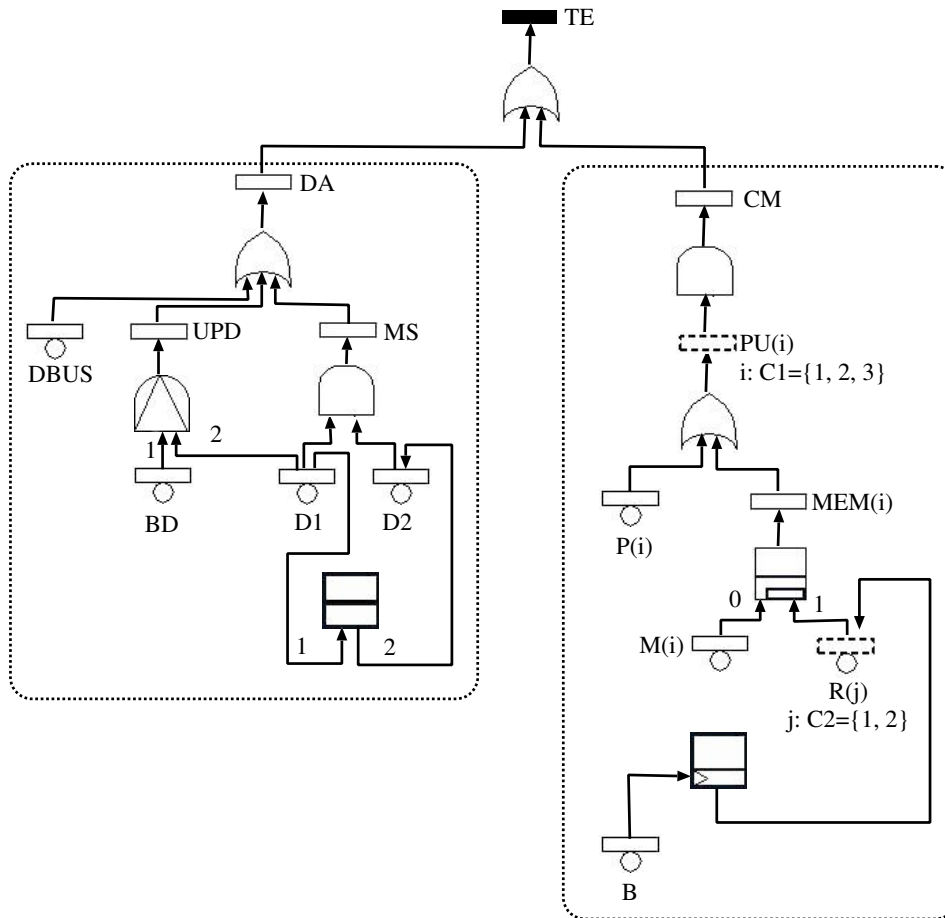 TE
DA
CM
UPD
MS
DBUS
PU(i)
i: C1={1, 2, 3}
1
2
BD
D1
D2
P(i)
MEM(i)
0
1
M(i)
R(j)
j: C2={1, 2}
1
2
B